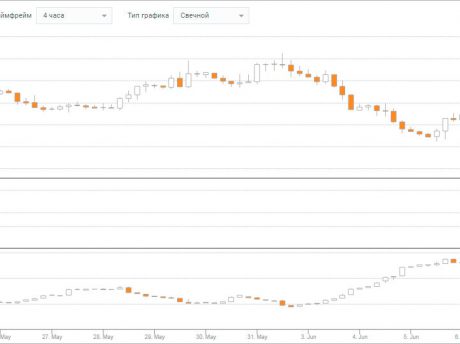 ймфрейм 4 часа Тип графика Свечной
May 27. May 28. May 29. May 30. May 31. May 3. Jun 4. Jun 5. Jun 6.